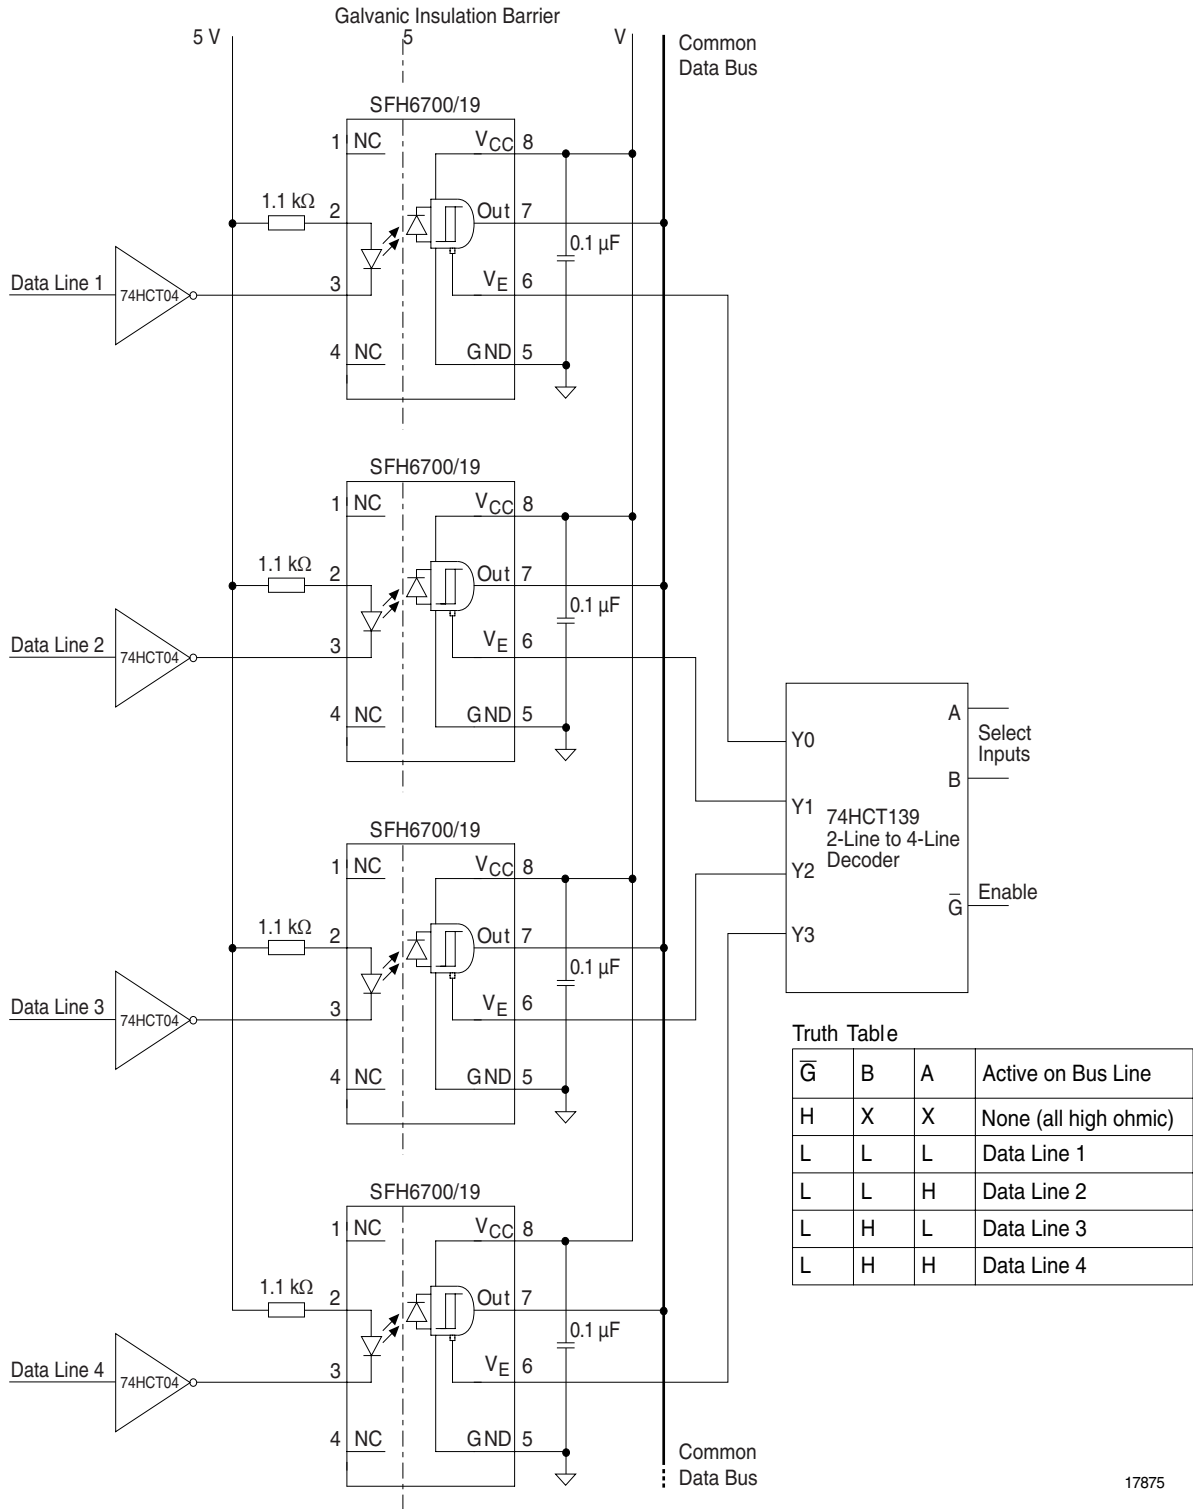 Galvanic Insulation Barrier
5 V
5
V
Common
Data Bus
SFH6700/19
1 NC
VCC 8
1.1 kΩ
2
Out 7
0.1 µF
Data Line 1
74HCT04
3
VE 6
4 NC
GND 5
SFH6700/19
1 NC
VCC 8
1.1 kΩ
2
Out 7
0.1 µF
Data Line 2
74HCT04
3
VE 6
4 NC
GND 5
SFH6700/19
1 NC
VCC 8
1.1 kΩ
2
Out 7
0.1 µF
Data Line 3
74HCT04
3
VE 6
4 NC
GND 5
SFH6700/19
1 NC
VCC 8
1.1 kΩ
2
Out 7
0.1 µF
Data Line 4
74HCT04
3
VE 6
4 NC
GND 5
Common
Data Bus
A
Select
Inputs
B
Y0
Y1
74HCT139
2-Line to 4-Line
Decoder
Y2
G̅
Enable
Y3
Truth Table
G̅ B A Active on Bus Line
H X X None (all high ohmic)
L L L Data Line 1
L L H Data Line 2
L H L Data Line 3
L H H Data Line 4
17875